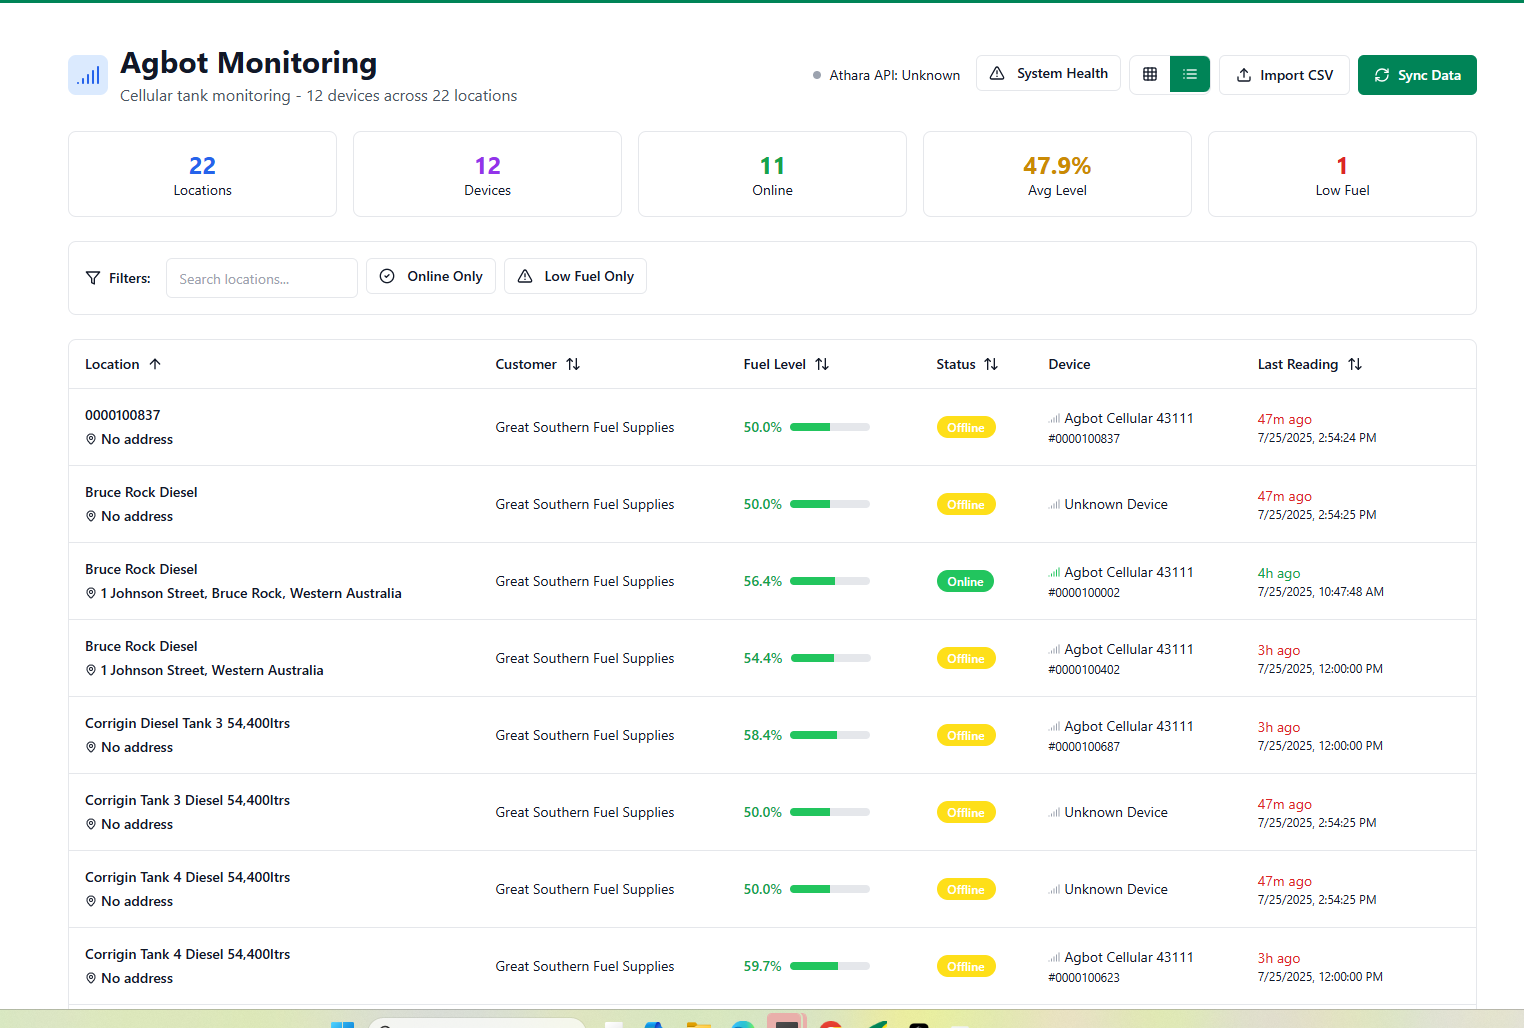 Agbot Monitoring
Cellular tank monitoring - 12 devices across 22 locations
Athara API: Unknown
System Health
Import CSV
Sync Data
22
Locations
12
Devices
11
Online
47.9%
Avg Level
1
Low Fuel
Filters:
Search locations...
Online Only
Low Fuel Only
Location Customer Fuel Level Status Device Last Reading
0000100837
No address
Great Southern Fuel Supplies
50.0%
Offline
Agbot Cellular 43111
#0000100837
47m ago
7/25/2025, 2:54:24 PM
Bruce Rock Diesel
No address
Great Southern Fuel Supplies
50.0%
Offline
Unknown Device
47m ago
7/25/2025, 2:54:25 PM
Bruce Rock Diesel
1 Johnson Street, Bruce Rock, Western Australia
Great Southern Fuel Supplies
56.4%
Online
Agbot Cellular 43111
#0000100002
4h ago
7/25/2025, 10:47:48 AM
Bruce Rock Diesel
1 Johnson Street, Western Australia
Great Southern Fuel Supplies
54.4%
Offline
Agbot Cellular 43111
#0000100402
3h ago
7/25/2025, 12:00:00 PM
Corrigin Diesel Tank 3 54,400ltrs
No address
Great Southern Fuel Supplies
58.4%
Offline
Agbot Cellular 43111
#0000100687
3h ago
7/25/2025, 12:00:00 PM
Corrigin Tank 3 Diesel 54,400ltrs
No address
Great Southern Fuel Supplies
50.0%
Offline
Unknown Device
47m ago
7/25/2025, 2:54:25 PM
Corrigin Tank 4 Diesel 54,400ltrs
No address
Great Southern Fuel Supplies
50.0%
Offline
Unknown Device
47m ago
7/25/2025, 2:54:25 PM
Corrigin Tank 4 Diesel 54,400ltrs
No address
Great Southern Fuel Supplies
59.7%
Offline
Agbot Cellular 43111
#0000100623
3h ago
7/25/2025, 12:00:00 PM